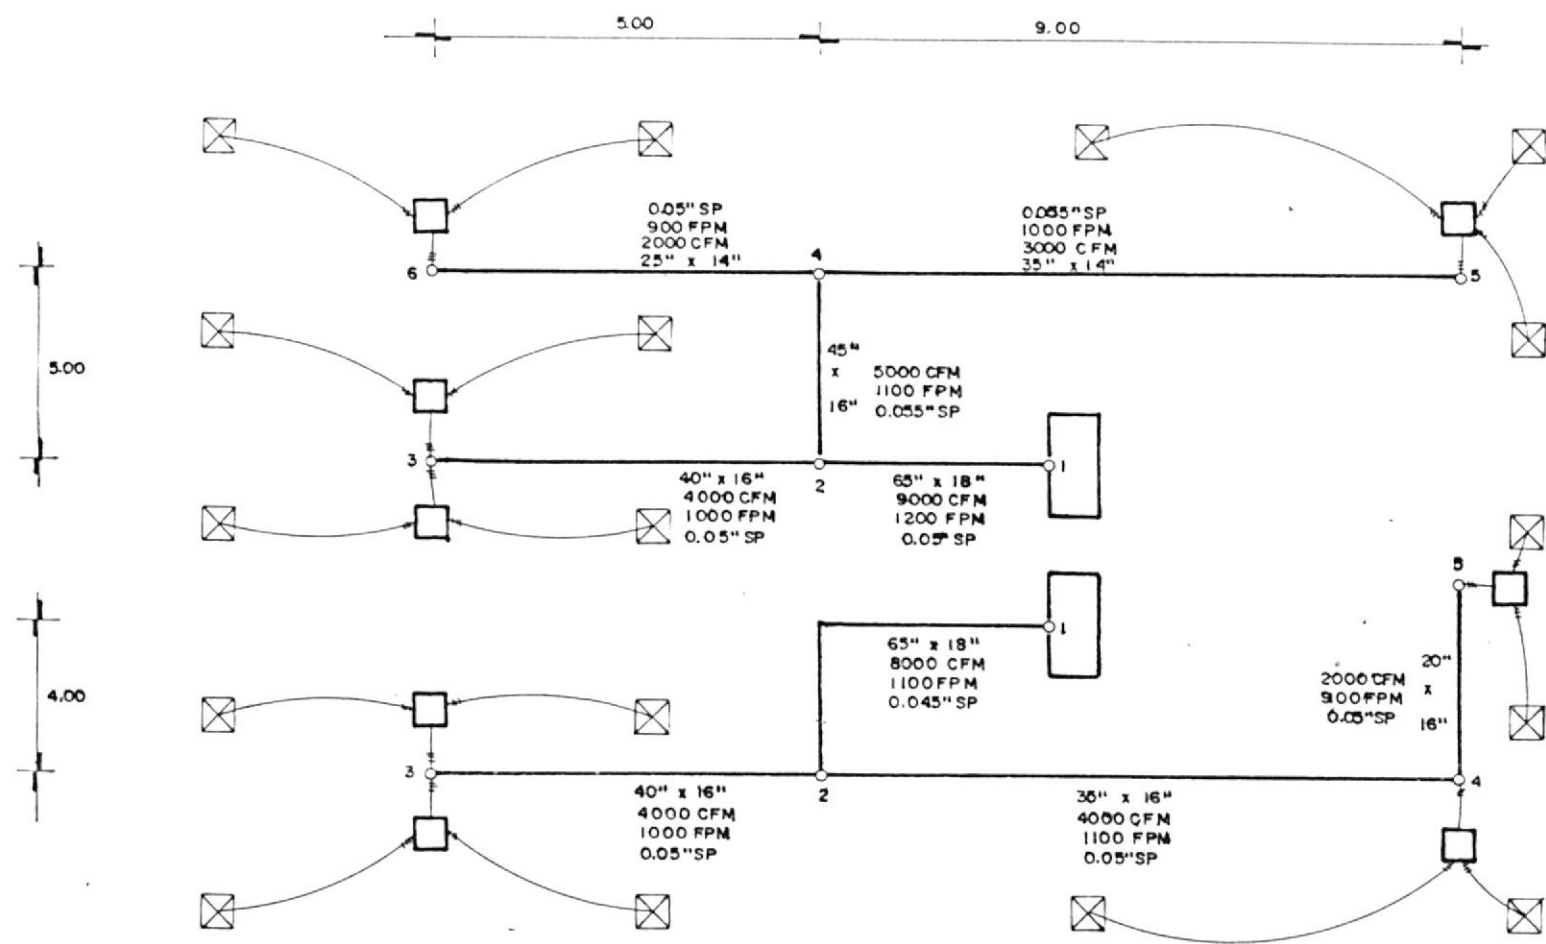 5.00
9.00
0.05" SP
900 FPM
2000 CFM
25" x 14"
4
0.055" SP
1000 FPM
3000 CFM
35" x 14"
6
5
5.00
45"
x
16"
5000 CFM
1100 FPM
0.055" SP
3
2
1
40" x 16"
4000 CFM
1000 FPM
0.05" SP
65" x 18"
9000 CFM
1200 FPM
0.05" SP
5
1
65" x 18"
8000 CFM
1100 FPM
0.045" SP
4.00
2000 CFM
900 FPM
0.05" SP
20"
x
16"
3
2
4
40" x 16"
4000 CFM
1000 FPM
0.05" SP
x 16"
4000 CFM
1100 FPM
0.05" SP